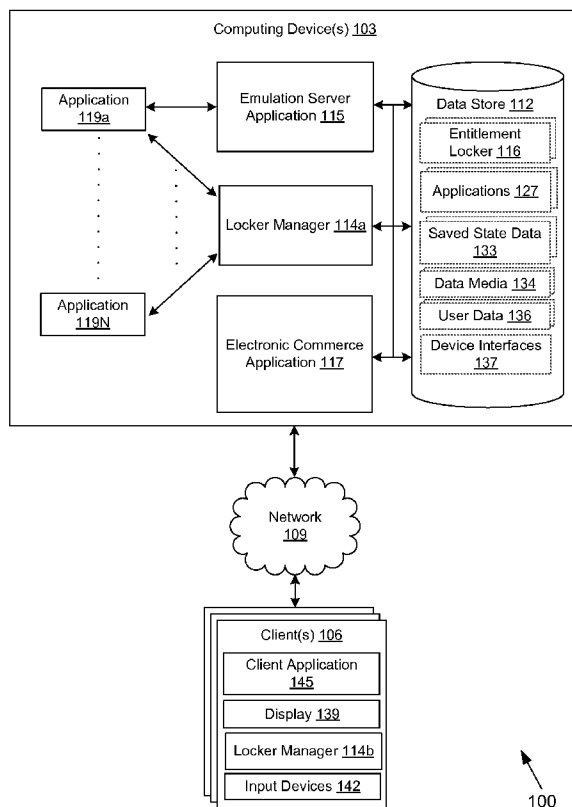 Computing Device(s) 103
Application
119a
Application
119N
Emulation Server
Application 115
Locker Manager 114a
Electronic Commerce
Application 117
Data Store 112
Entitlement
Locker 116
Applications 127
Saved State Data
133
Data Media 134
User Data 136
Device Interfaces
137
Network
109
Client(s) 106
Client Application
145
Display 139
Locker Manager 114b
Input Devices 142
100